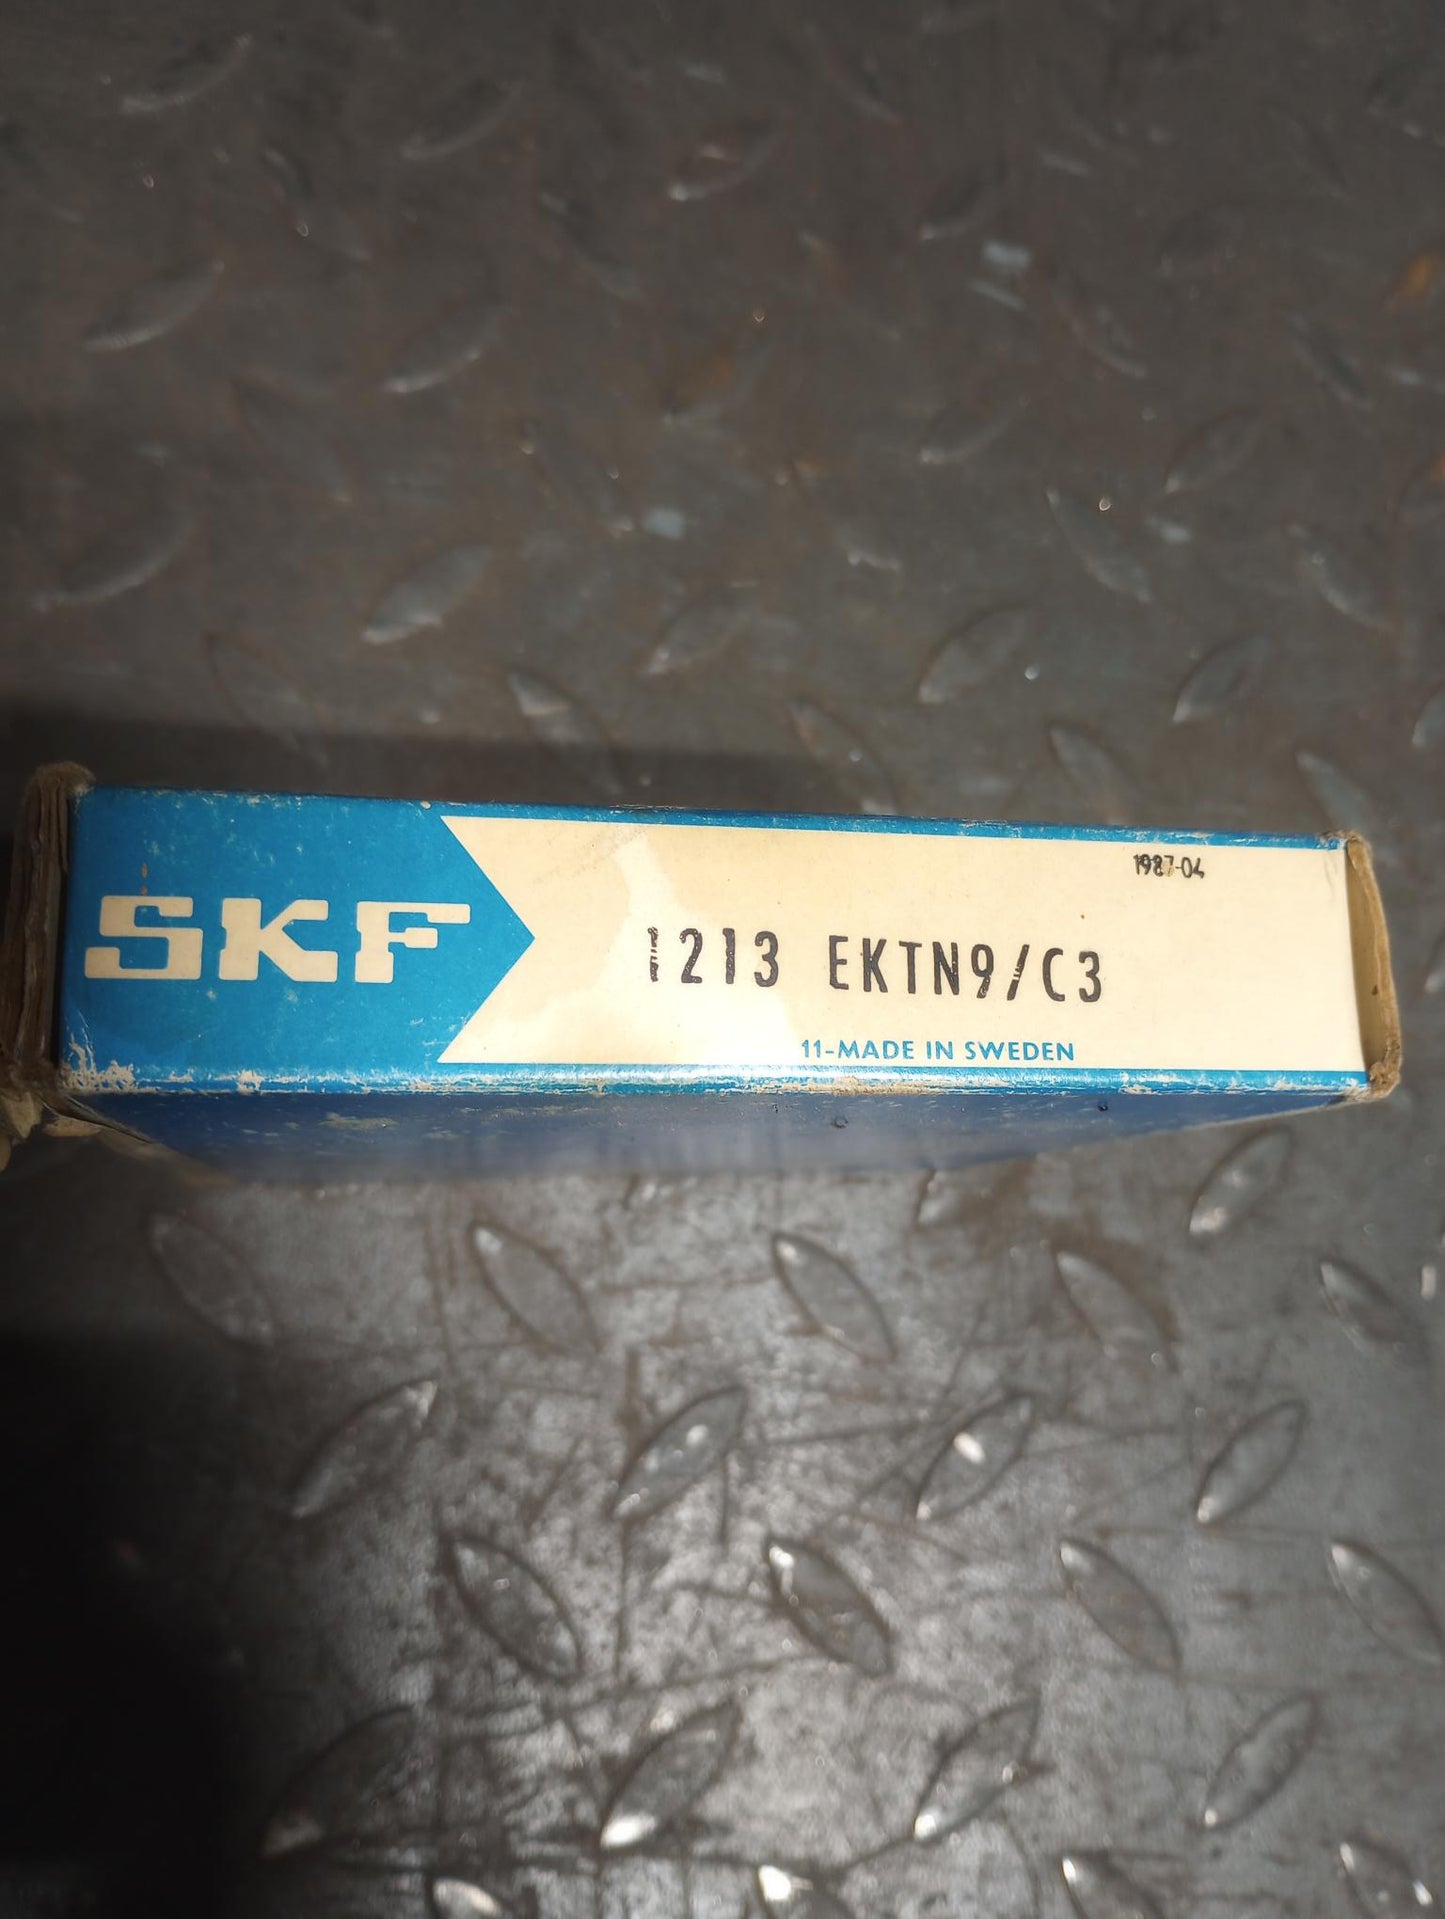 SKF
1987-04
1213 EKTN9/C3
11-MADE IN SWEDEN